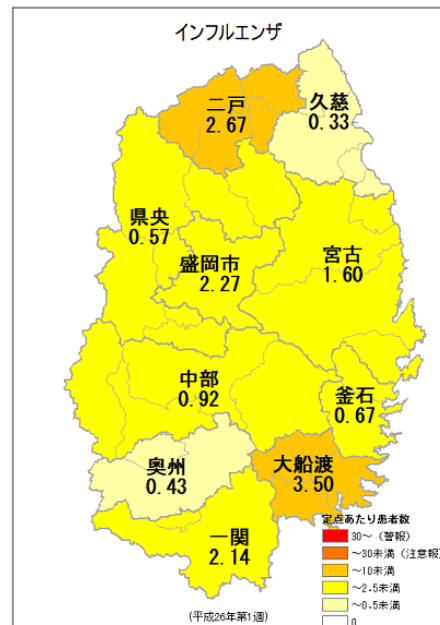 インフルエンザ
二戸
2.67
久慈
0.33
県央
0.57
盛岡市
2.27
宮古
1.60
中部
0.92
釜石
0.67
奥州
0.43
大船渡
3.50
一関
2.14
定点あたり患者数
30～（警報）
～30未満（注意報）
～10未満
～2.5未満
～0.5未満
0
(平成26年第1週)